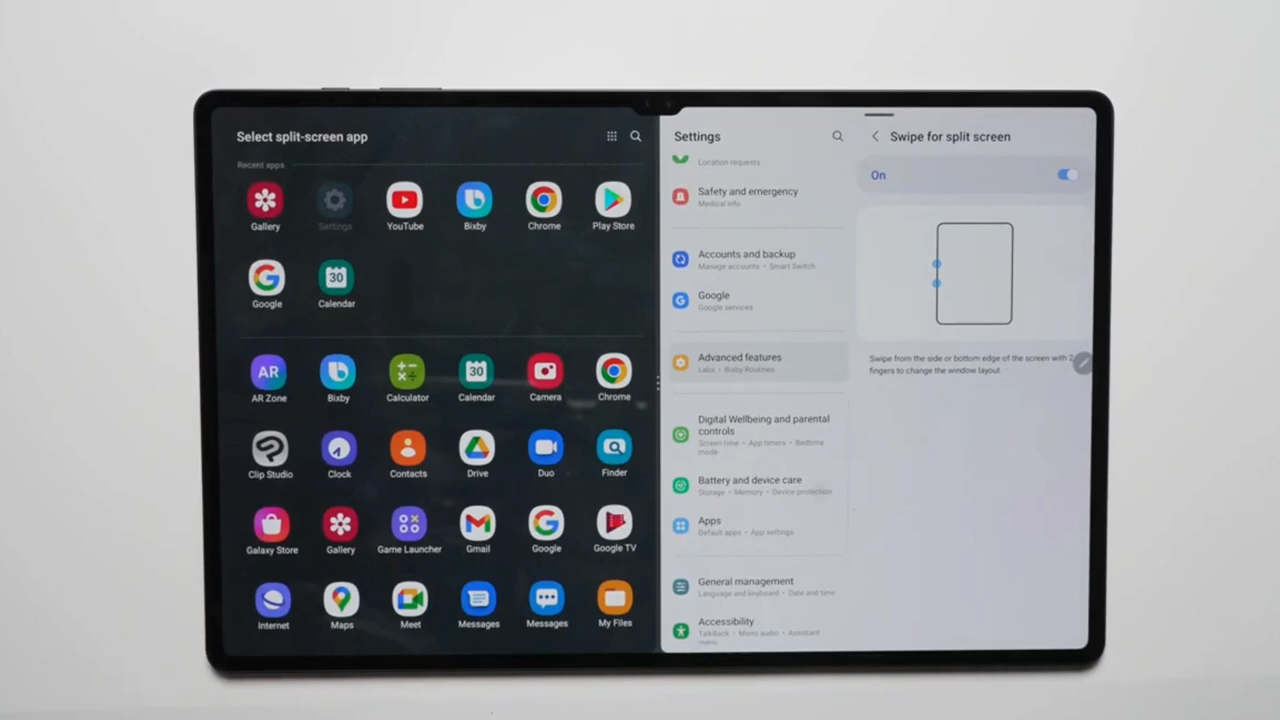 Select split-screen app
Recent apps
Gallery
Settings
YouTube
Bixby
Chrome
Play Store
30
Google
Calendar
AR
30
AR Zone
Bixby
Calculator
Calendar
Camera
Chrome
Clip Studio
Clock
Contacts
Drive
Duo
Finder
Galaxy Store
Gallery
Game Launcher
Gmail
Google
Google TV
Internet
Maps
Meet
Messages
Messages
My Files
Settings
Location requests
Safety and emergency
Medical info
Accounts and backup
Manage accounts • Smart Switch
Google
Google services
Advanced features
Labs • Bixby Routines
Digital Wellbeing and parental
controls
Screen time • App timers • Bedtime
mode
Battery and device care
Storage • Memory • Device protection
Apps
Default apps • App settings
General management
Language and keyboard • Date and time
Accessibility
TalkBack • Mono audio • Assistant
menu
Swipe for split screen
On
Swipe from the side or bottom edge of the screen with 2
fingers to change the window layout.